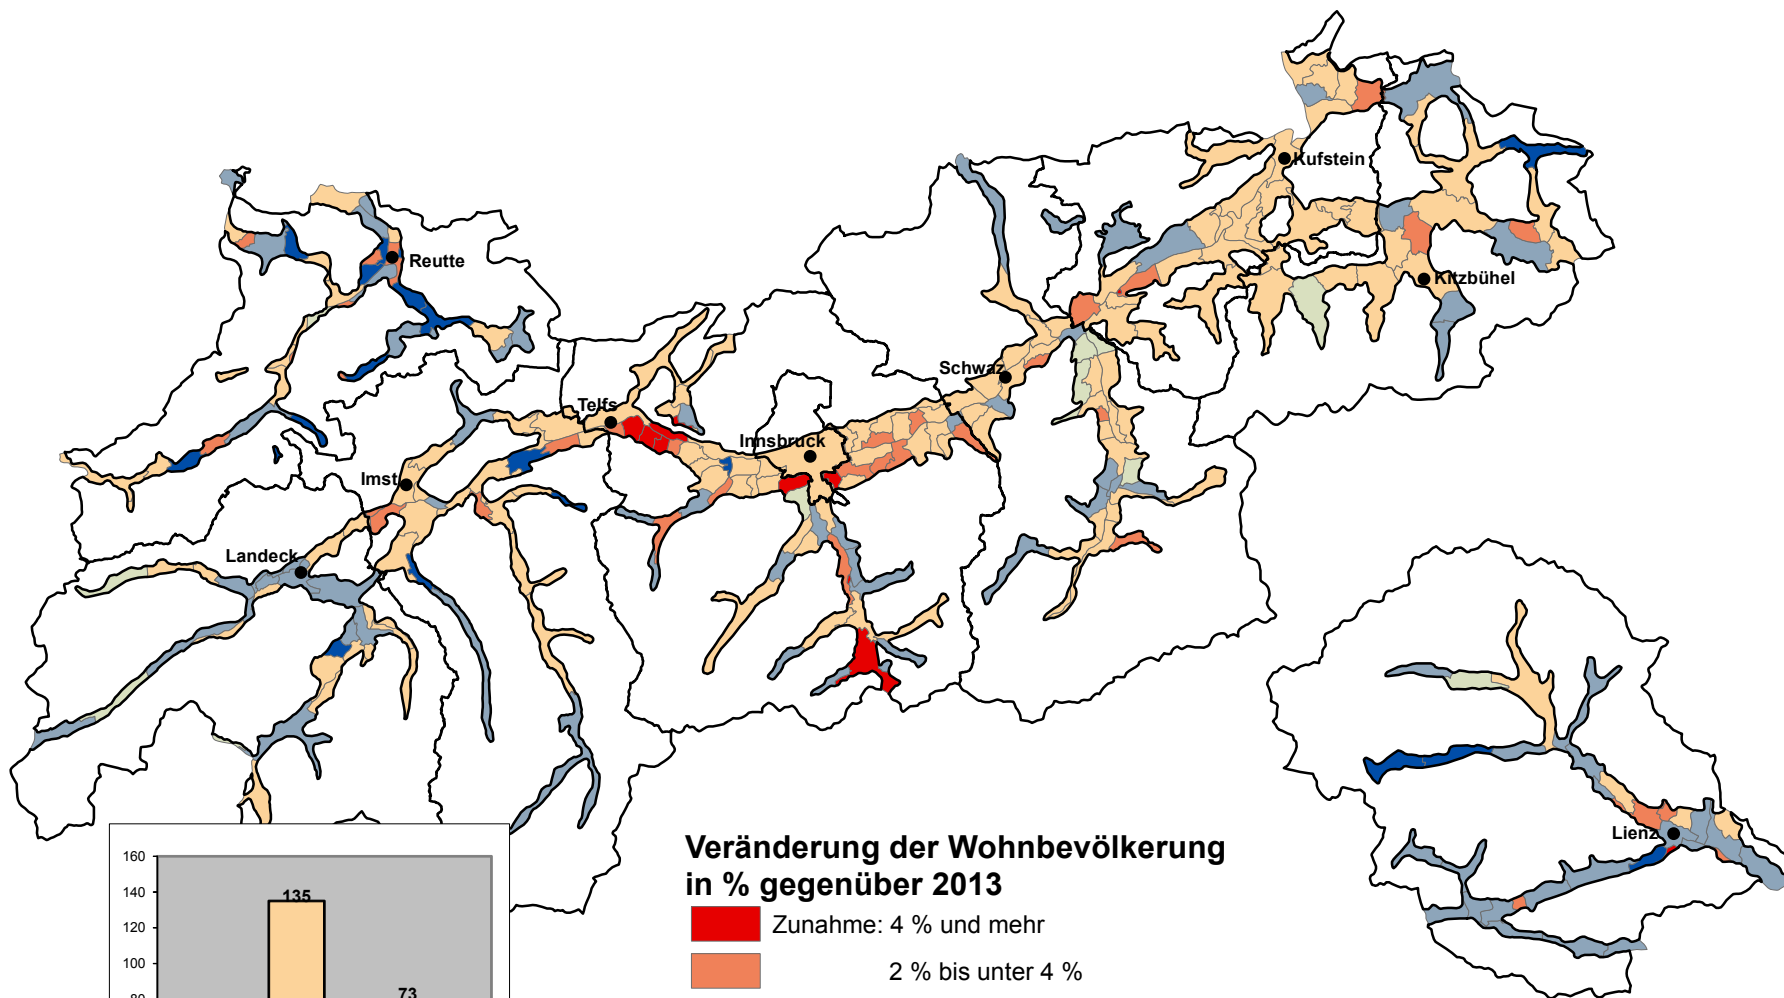 Kufstein
Reutte
Kitzbühel
Schwaz
Telfs
Innsbruck
Imst
Landeck
Lienz
160
140
135
120
100
80
73
Veränderung der Wohnbevölkerung
in % gegenüber 2013
Zunahme: 4 % und mehr
2 % bis unter 4 %